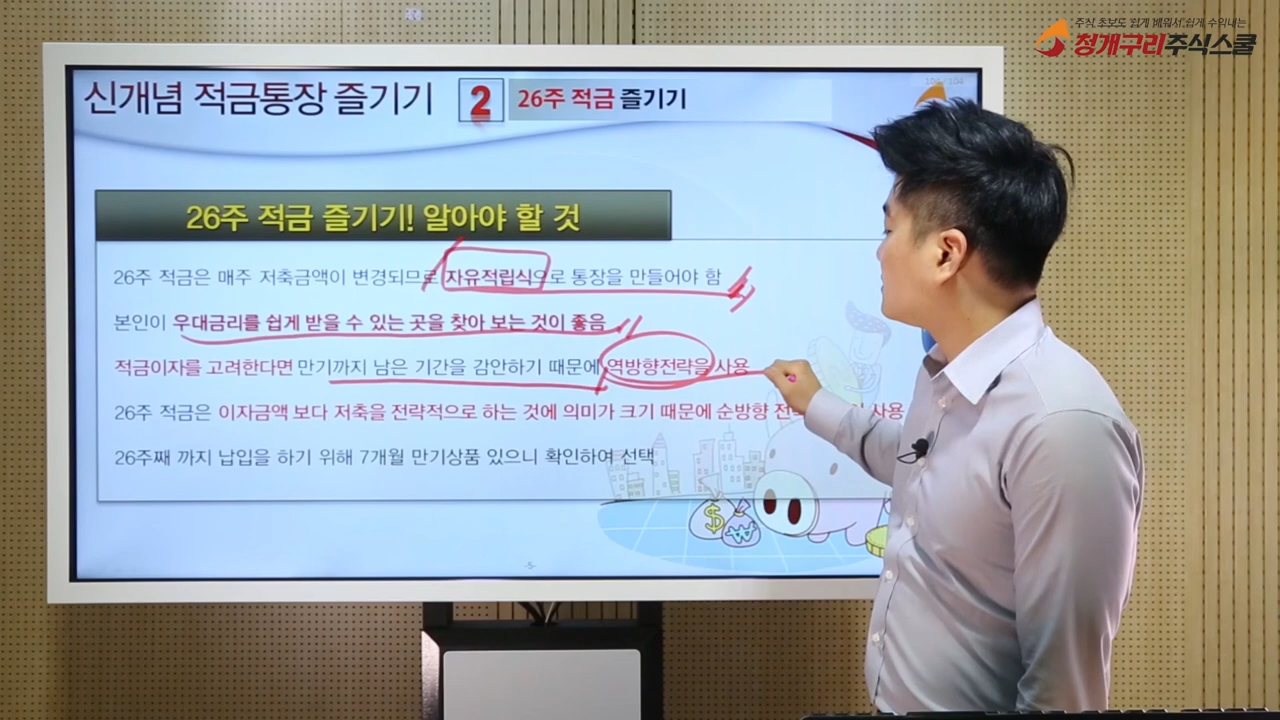 주식 초보도 쉽게 배워서 쉽게 수익내는
청개구리주식스쿨
신개념 적금통장 즐기기 2 26주 적금 즐기기
26주 적금 즐기기! 알아야 할 것
26주 적금은 매주 저축금액이 변경되므로 자유적립식으로 통장을 만들어야 함
본인이 우대금리를 쉽게 받을 수 있는 곳을 찾아 보는 것이 좋음
적금이자를 고려한다면 만기까지 남은 기간을 감안하기 때문에 역방향전략을 사용
26주 적금은 이자금액 보다 저축을 전략적으로 하는 것에 의미가 크기 때문에 순방향 사용
26주째 까지 납입을 하기 위해 7개월 만기상품 있으니 확인하여 선택
$ ₩
-5-